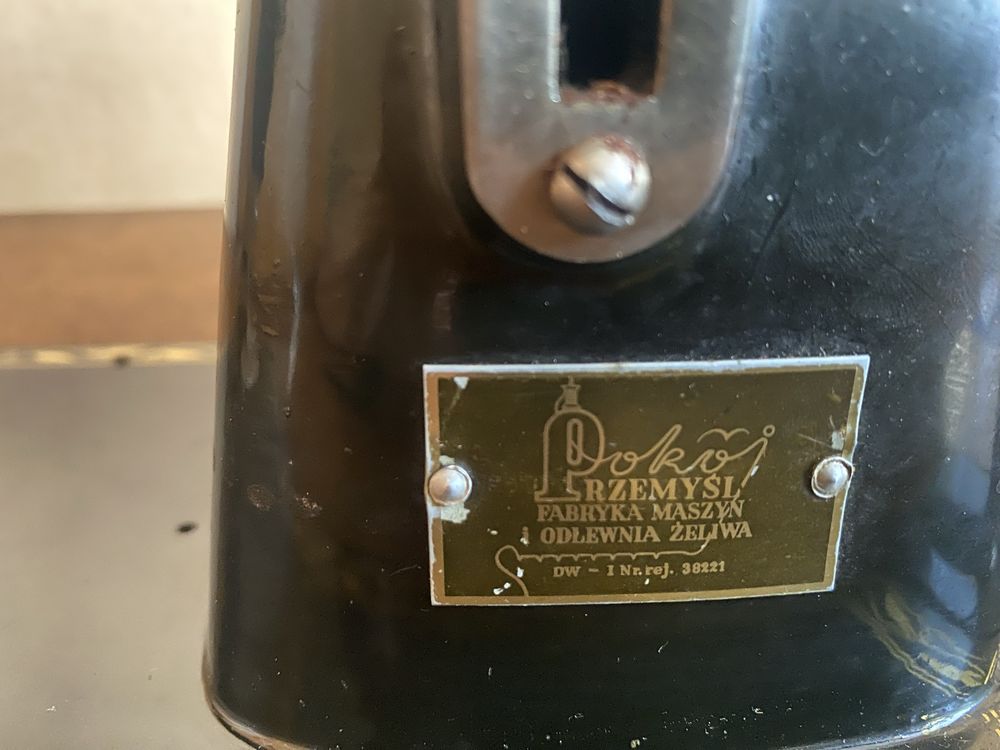 Pokój
PRZEMYŚL
FABRYKA MASZYN
i ODLEWNIA ŻELIWA
DW - I Nr. rej. 38221